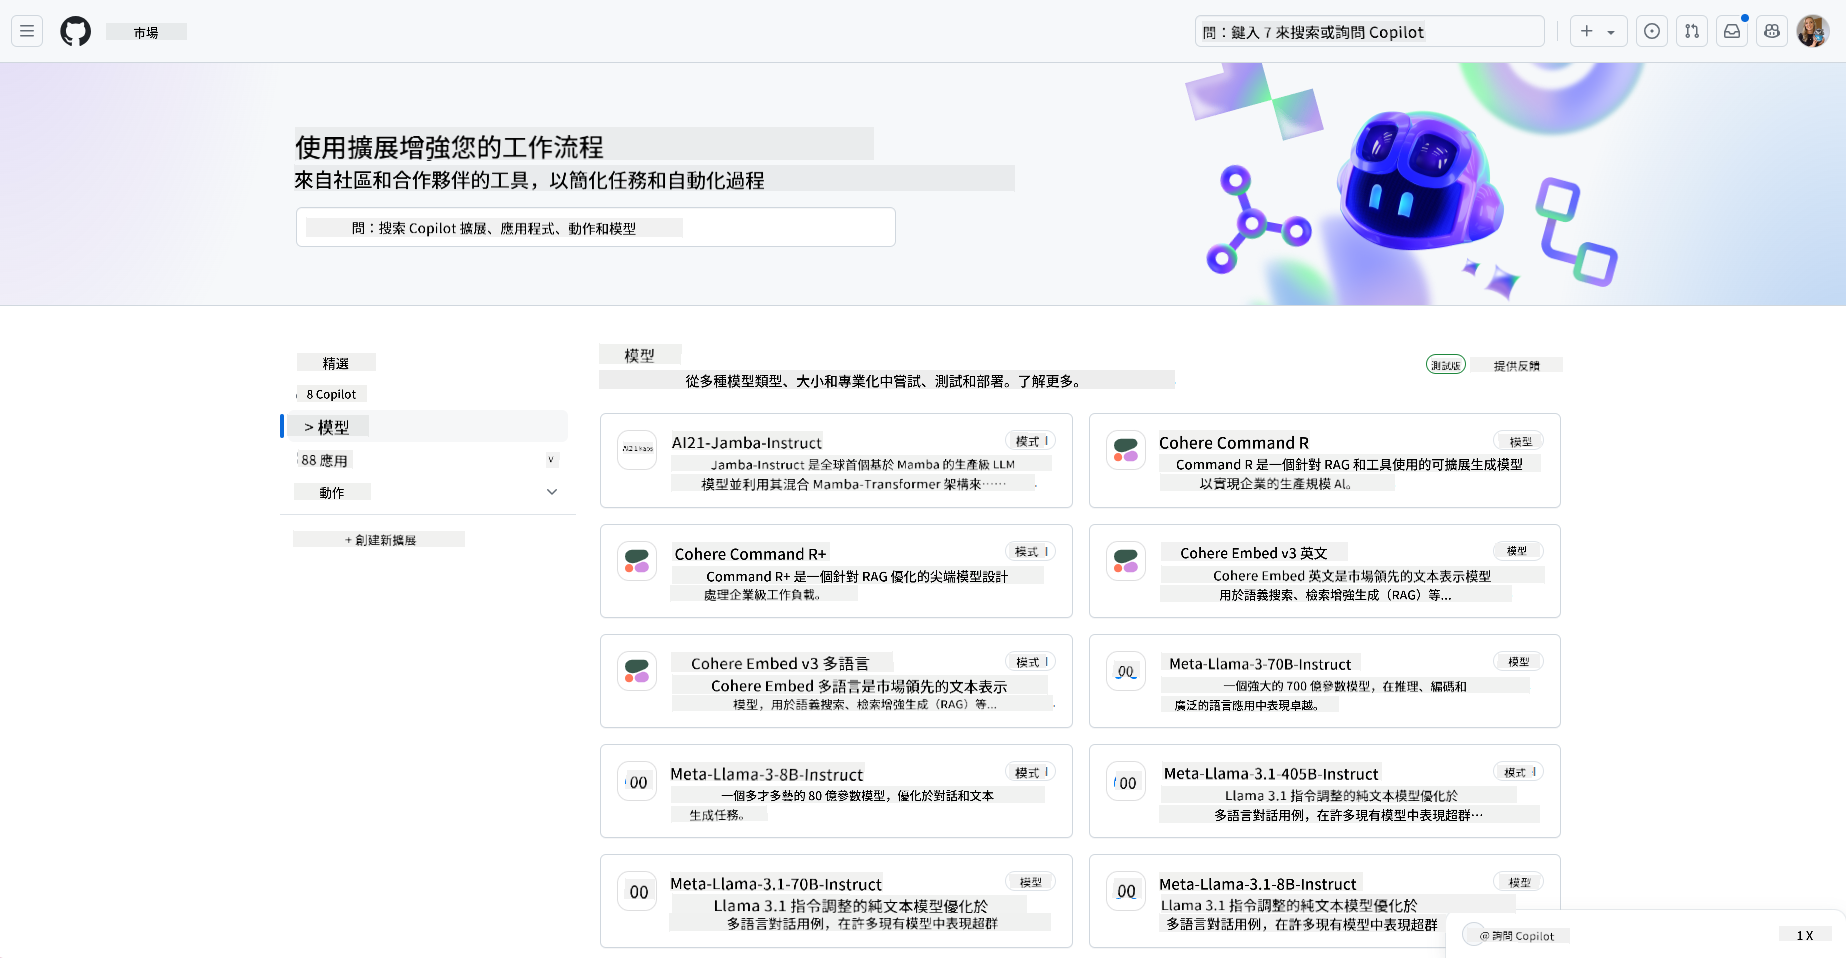 市場
問：鍵入 7 來搜索或詢問 Copilot
使用擴展增強您的工作流程
來自社區和合作夥伴的工具，以簡化任務和自動化過程
問：搜索 Copilot 擴展、應用程式、動作和模型
精選
8 Copilot
> 模型
88 應用
v
動作
+ 創建新擴展
模型
從多種模型類型、大小和專業化中嘗試、測試和部署。了解更多。
測試版
提供反饋
AI21-Jamba-Instruct
模式 |
Jamba-Instruct 是全球首個基於 Mamba 的生產級 LLM
模型並利用其混合 Mamba-Transformer 架構來⋯⋯
Cohere Command R
模型
Command R 是一個針對 RAG 和工具使用的可擴展生成模型
以實現企業的生產規模 AI。
Cohere Command R+
模式 |
Command R+ 是一個針對 RAG 優化的尖端模型設計
處理企業級工作負載。
Cohere Embed v3 英文
模型
Cohere Embed 英文是市場領先的文本表示模型
用於語義搜索、檢索增強生成（RAG）等...
Cohere Embed v3 多語言
模式 |
Cohere Embed 多語言是市場領先的文本表示
模型，用於語義搜索、檢索增強生成（RAG）等...
00
Meta-Llama-3-70B-Instruct
模型
一個強大的 700 億參數模型，在推理、編碼和
廣泛的語言應用中表現卓越。
00
Meta-Llama-3-8B-Instruct
模式 |
一個多才多藝的 80 億參數模型，優化於對話和文本
生成任務。
00
Meta-Llama-3.1-405B-Instruct
模式 |
Llama 3.1 指令調整的純文本模型優化於
多語言對話用例，在許多現有模型中表現超群⋯
00
Meta-Llama-3.1-70B-Instruct
模型
Llama 3.1 指令調整的純文本模型優化於
多語言對話用例，在許多現有模型中表現超群
00
Meta-Llama-3.1-8B-Instruct
模型
Llama 3.1 指令調整的純文本模型優化於
多語言對話用例，在許多現有模型中表現超群
@ 詢問 Copilot
1 X